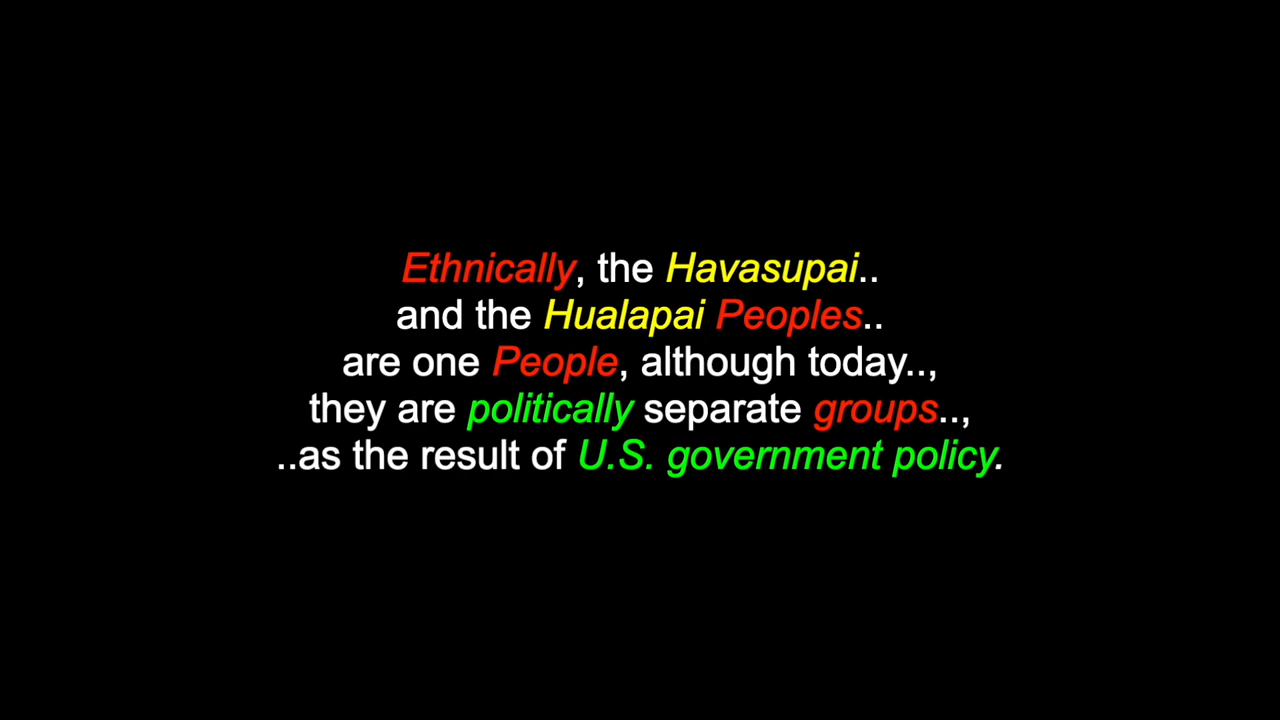 Ethnically, the Havasupai..
and the Hualapai Peoples..
are one People, although today..,
they are politically separate groups..,
..as the result of U.S. government policy.